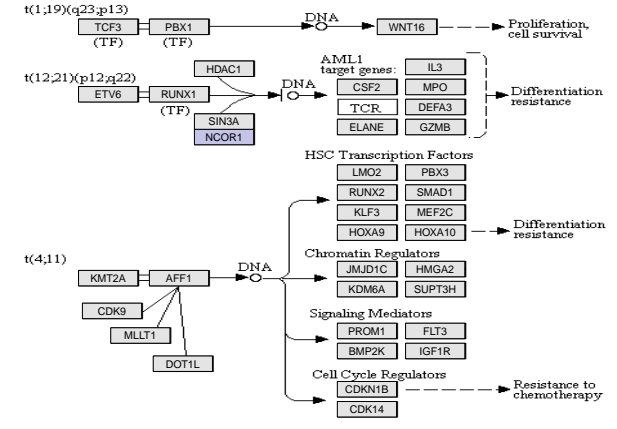 t(1;19)(q23;p13)
TCF3 PBX1 DNA WNT16 Proliferation,
(TF) (TF) cell survival
t(12;21)(p12;q22)
HDAC1
ETV6 RUNX1 DNA
(TF)
SIN3A
NCOR1
AML1
target genes: IL3
CSF2 MPO
TCR DEFA3
ELANE GZMB
Differentiation
resistance
HSC Transcription Factors
LMO2 PBX3
RUNX2 SMAD1
KLF3 MEF2C
HOXA9 HOXA10
Differentiation
resistance
t(4;11)
KMT2A AFF1 DNA
CDK9
MLLT1
DOT1L
Chromatin Regulators
JMJD1C HMGA2
KDM6A SUPT3H
Signaling Mediators
PROM1 FLT3
BMP2K IGF1R
Cell Cycle Regulators
CDKN1B
CDK14
Resistance to
chemotherapy